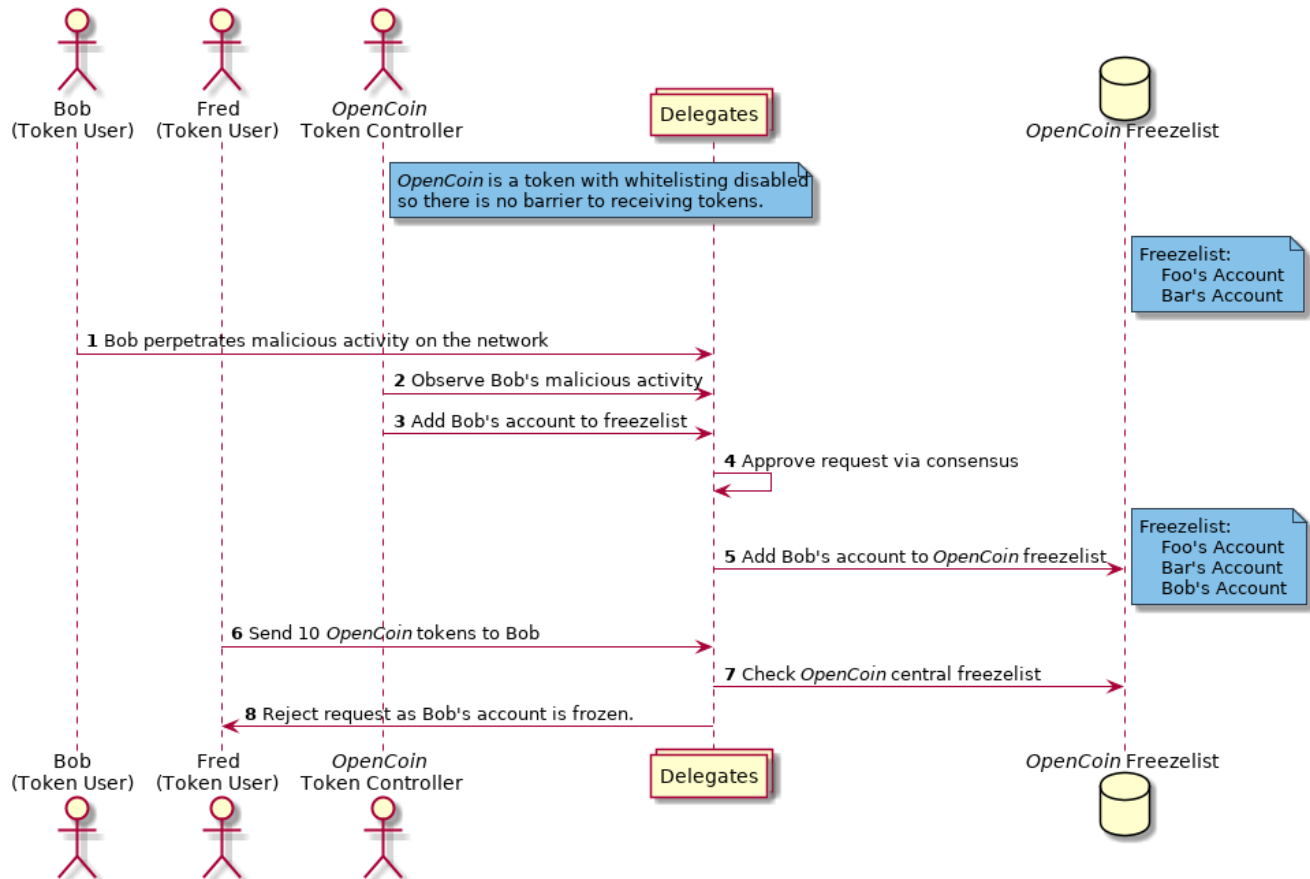 Bob
(Token User)
Fred
(Token User)
OpenCoin
Token Controller
Delegates
OpenCoin Freezelist
OpenCoin is a token with whitelisting disabled
so there is no barrier to receiving tokens.
Freezelist:
Foo's Account
Bar's Account
1 Bob perpetrates malicious activity on the network
2 Observe Bob's malicious activity
3 Add Bob's account to freezelist
4 Approve request via consensus
Freezelist:
Foo's Account
Bar's Account
Bob's Account
5 Add Bob's account to OpenCoin freezelist
6 Send 10 OpenCoin tokens to Bob
7 Check OpenCoin central freezelist
8 Reject request as Bob's account is frozen.
Bob
(Token User)
Fred
(Token User)
OpenCoin
Token Controller
Delegates
OpenCoin Freezelist